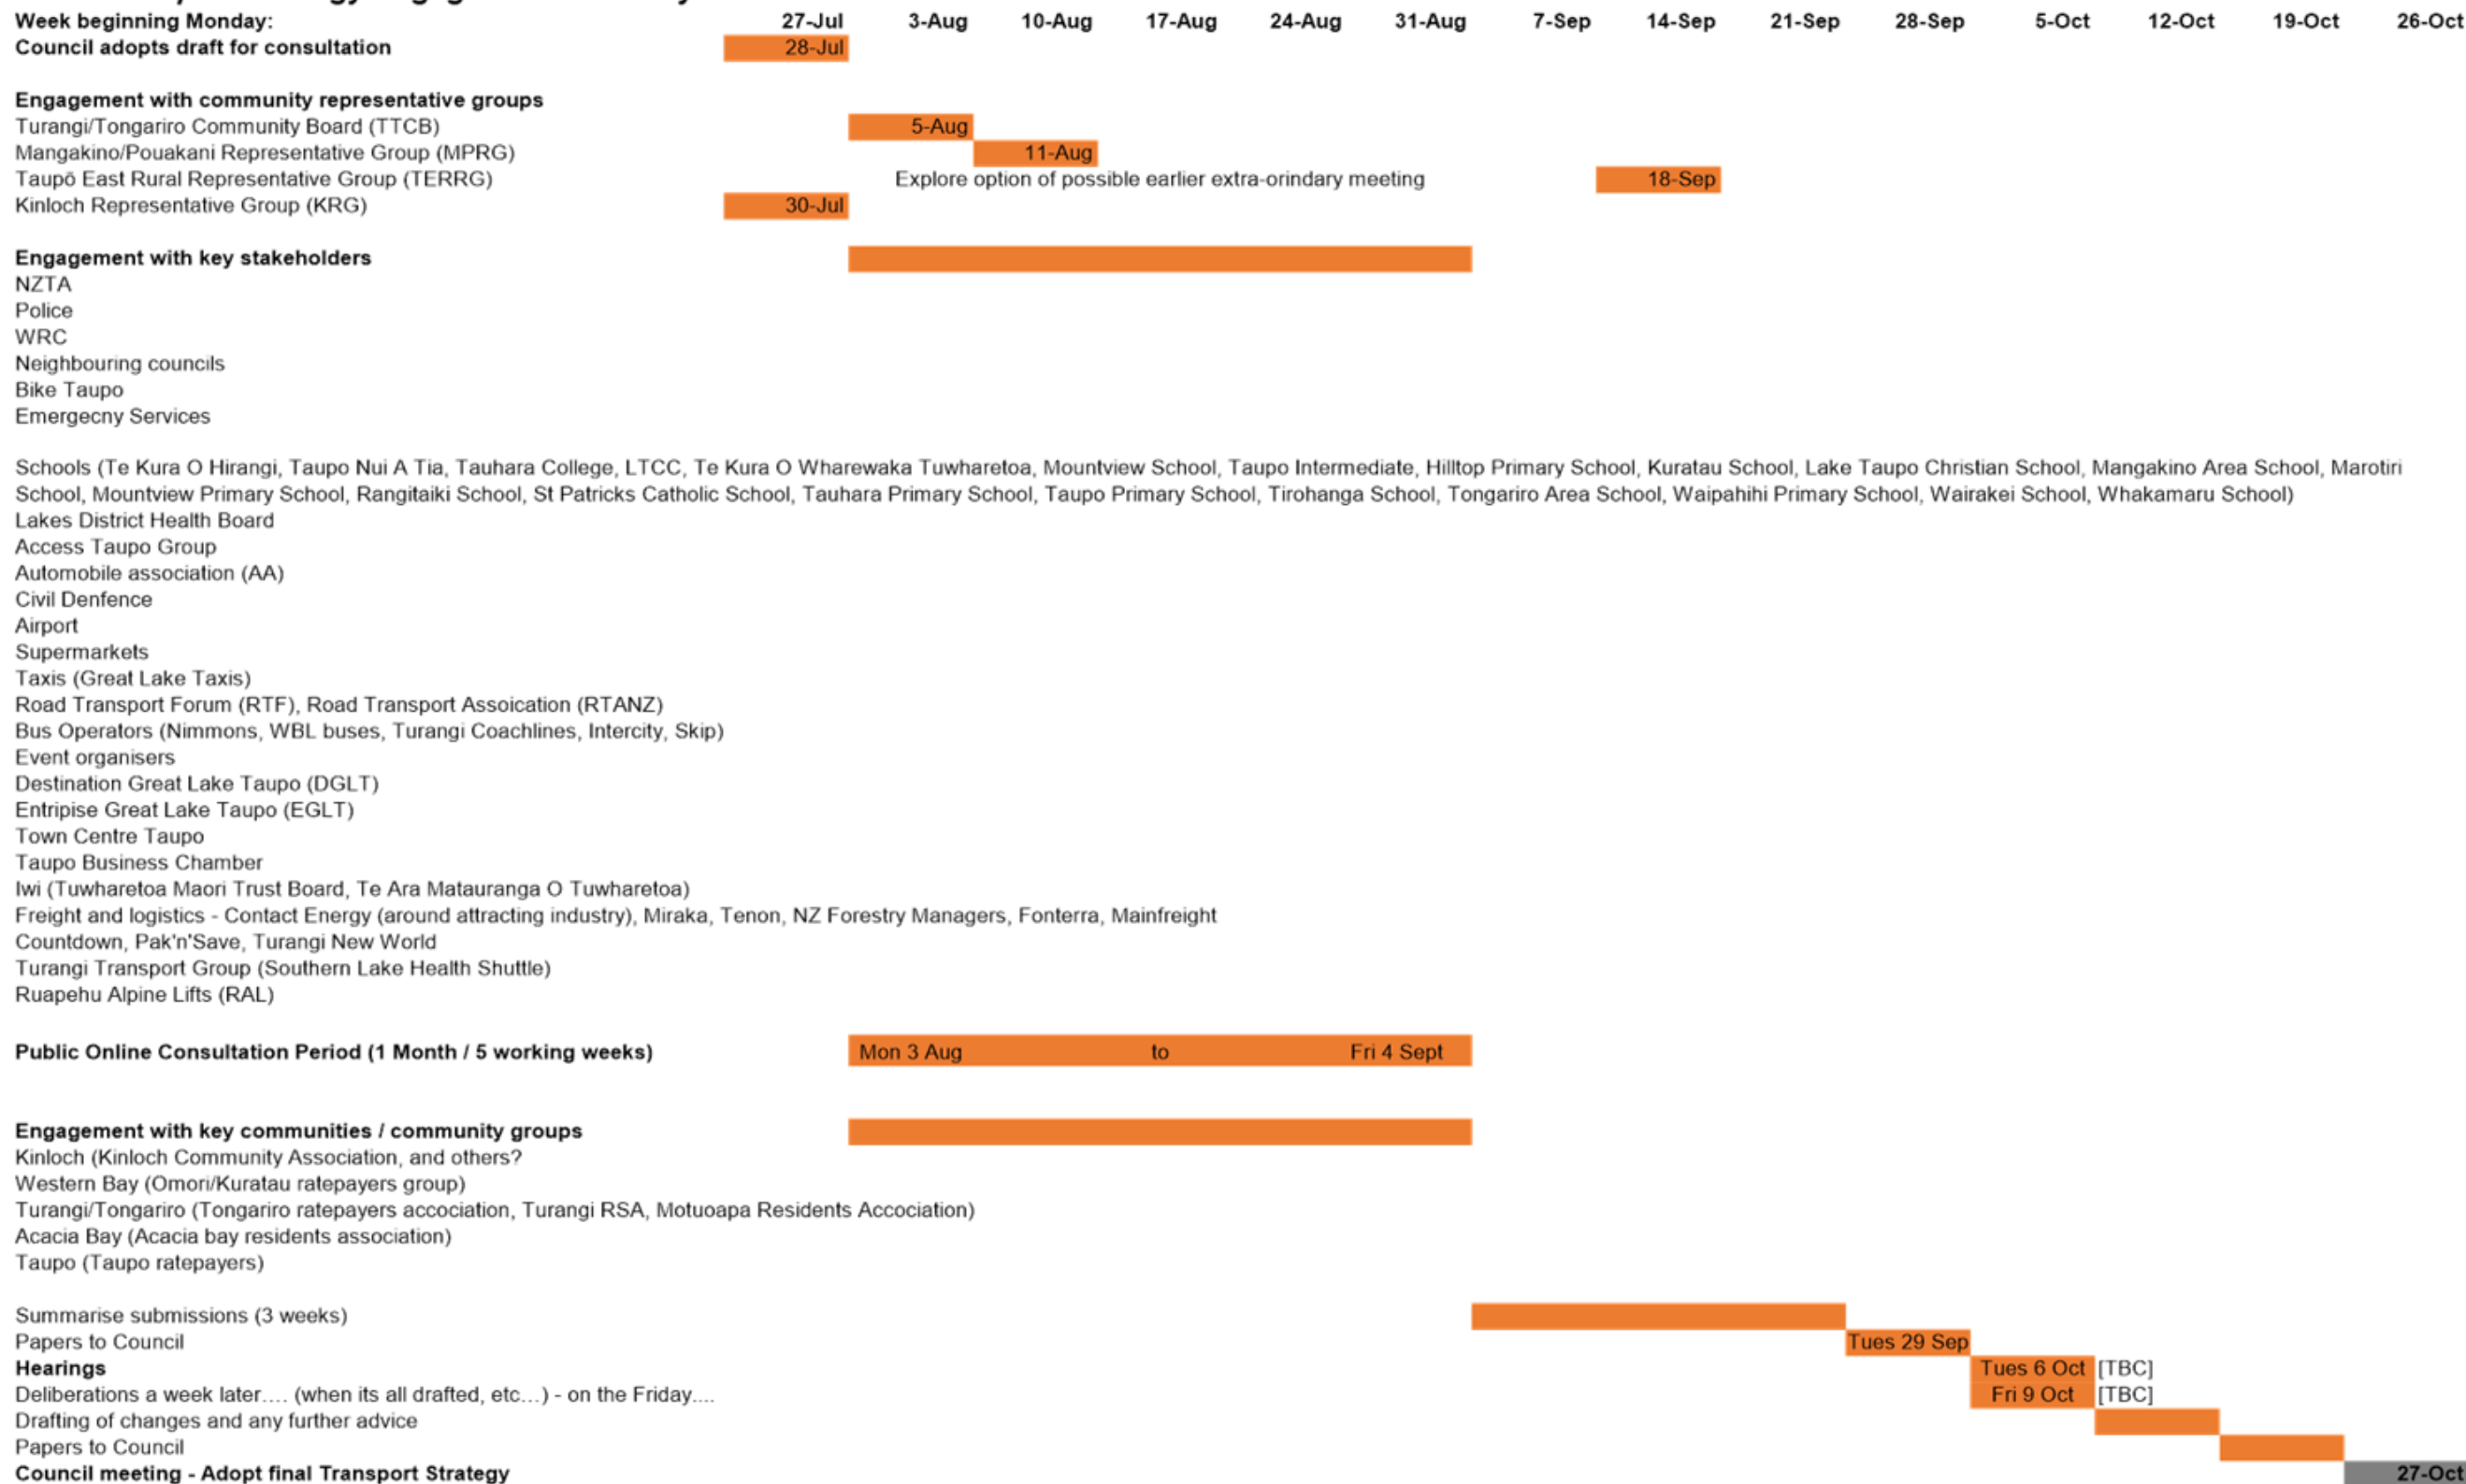 Week beginning Monday: 27-Jul 3-Aug 10-Aug 17-Aug 24-Aug 31-Aug 7-Sep 14-Sep 21-Sep 28-Sep 5-Oct 12-Oct 19-Oct 26-Oct
Council adopts draft for consultation 28-Jul
Engagement with community representative groups
Turangi/Tongariro Community Board (TTCB) 5-Aug
Mangakino/Pouakani Representative Group (MPRG) 11-Aug
Taupō East Rural Representative Group (TERRG) Explore option of possible earlier extra-orindary meeting 18-Sep
Kinloch Representative Group (KRG) 30-Jul
Engagement with key stakeholders
NZTA
Police
WRC
Neighbouring councils
Bike Taupo
Emergecny Services
Schools (Te Kura O Hirangi, Taupo Nui A Tia, Tauhara College, LTCC, Te Kura O Wharewaka Tuwharetoa, Mountview School, Taupo Intermediate, Hilltop Primary School, Kuratau School, Lake Taupo Christian School, Mangakino Area School, Marotiri
School, Mountview Primary School, Rangitaiki School, St Patricks Catholic School, Tauhara Primary School, Taupo Primary School, Tirohanga School, Tongariro Area School, Waipahihi Primary School, Wairakei School, Whakamaru School)
Lakes District Health Board
Access Taupo Group
Automobile association (AA)
Civil Denfence
Airport
Supermarkets
Taxis (Great Lake Taxis)
Road Transport Forum (RTF), Road Transport Assoication (RTANZ)
Bus Operators (Nimmons, WBL buses, Turangi Coachlines, Intercity, Skip)
Event organisers
Destination Great Lake Taupo (DGLT)
Entripise Great Lake Taupo (EGLT)
Town Centre Taupo
Taupo Business Chamber
Iwi (Tuwharetoa Maori Trust Board, Te Ara Matauranga O Tuwharetoa)
Freight and logistics - Contact Energy (around attracting industry), Miraka, Tenon, NZ Forestry Managers, Fonterra, Mainfreight
Countdown, Pak'n'Save, Turangi New World
Turangi Transport Group (Southern Lake Health Shuttle)
Ruapehu Alpine Lifts (RAL)
Public Online Consultation Period (1 Month / 5 working weeks) Mon 3 Aug to Fri 4 Sept
Engagement with key communities / community groups
Kinloch (Kinloch Community Association, and others?
Western Bay (Omori/Kuratau ratepayers group)
Turangi/Tongariro (Tongariro ratepayers accociation, Turangi RSA, Motuoapa Residents Accociation)
Acacia Bay (Acacia bay residents association)
Taupo (Taupo ratepayers)
Summarise submissions (3 weeks)
Papers to Council Tues 29 Sep
Hearings Tues 6 Oct [TBC]
Deliberations a week later.... (when its all drafted, etc...) - on the Friday.... Fri 9 Oct [TBC]
Drafting of changes and any further advice
Papers to Council
Council meeting - Adopt final Transport Strategy 27-Oct